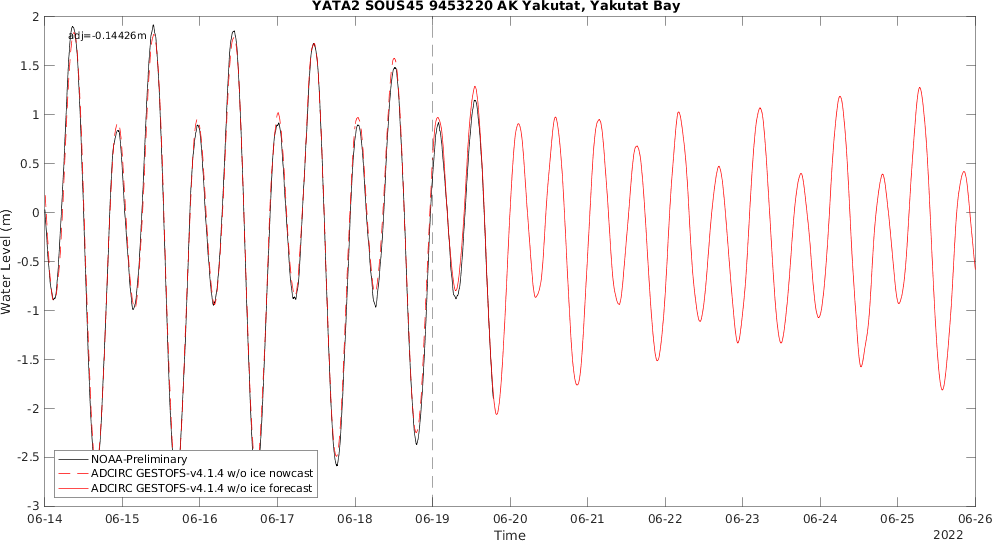 YATA2 SOUS45 9453220 AK Yakutat, Yakutat Bay
adj=-0.14426m
Water Level (m)
2
1.5
1
0.5
0
-0.5
-1
-1.5
-2
-2.5
-3
NOAA-Preliminary
ADCIRC GESTOFS-v4.1.4 w/o ice nowcast
ADCIRC GESTOFS-v4.1.4 w/o ice forecast
06-14 06-15 06-16 06-17 06-18 06-19 06-20 06-21 06-22 06-23 06-24 06-25 06-26
Time
2022